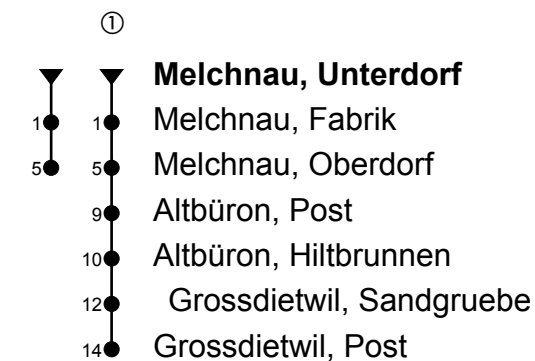 ①
Melchnau, Unterdorf
1 1 Melchnau, Fabrik
5 5 Melchnau, Oberdorf
9 Altbüron, Post
10 Altbüron, Hiltbrunnen
12 Grossdietwil, Sandgruebe
14 Grossdietwil, Post